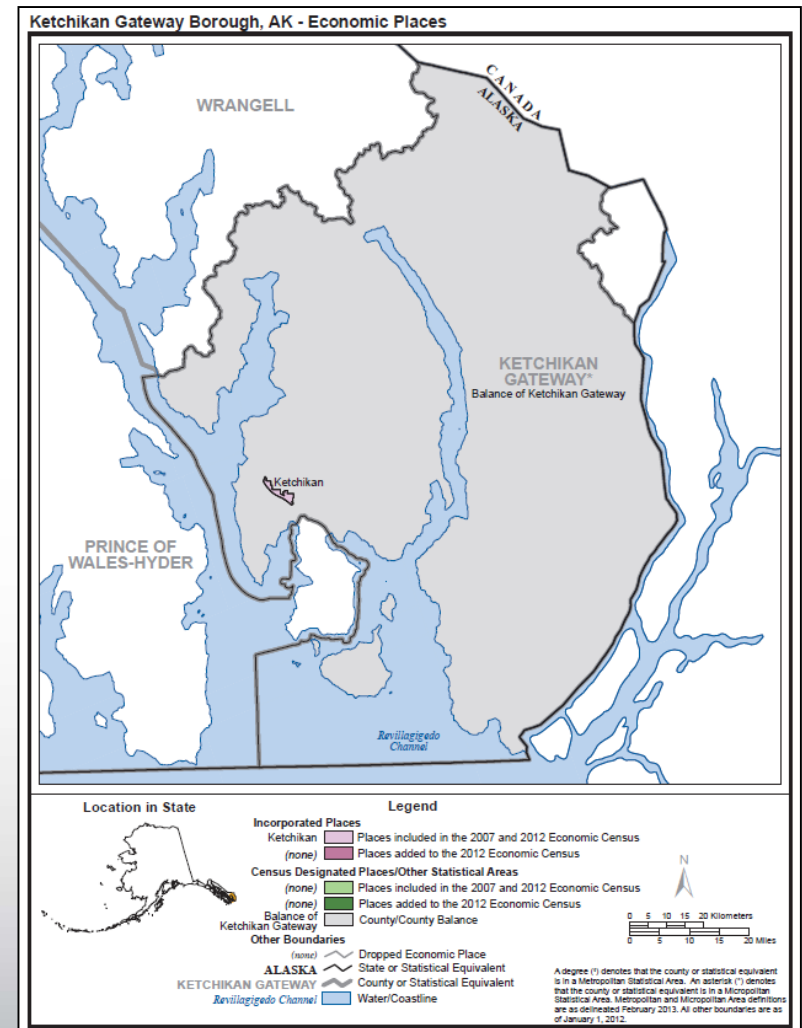 Ketchikan Gateway Borough, AK - Economic Places
CANADA
ALASKA
WRANGELL
KETCHIKAN
GATEWAY*
Balance of Ketchikan Gateway
Ketchikan
PRINCE OF
WALES-HYDER
Revillagigedo
Channel
Location in State
Legend
Incorporated Places
Ketchikan Places included in the 2007 and 2012 Economic Census
(none) Places added to the 2012 Economic Census
Census Designated Places/Other Statistical Areas
(none) Places included in the 2007 and 2012 Economic Census
(none) Places added to the 2012 Economic Census
Balance of
Ketchikan Gateway County/County Balance
Other Boundaries
(none) Dropped Economic Place
ALASKA State or Statistical Equivalent
KETCHIKAN GATEWAY County or Statistical Equivalent
Revillagigedo Channel Water/Coastline
N
0 5 10 15 20 Kilometers
0 5 10 15 20 Miles
A degree (°) denotes that the county or statistical equivalent
is in a Metropolitan Statistical Area. An asterisk (*) denotes
that the county or statistical equivalent is in a Micropolitan
Statistical Area. Metropolitan and Micropolitan Area definitions
are as delineated February 2013. All other boundaries are as
of January 1, 2012.